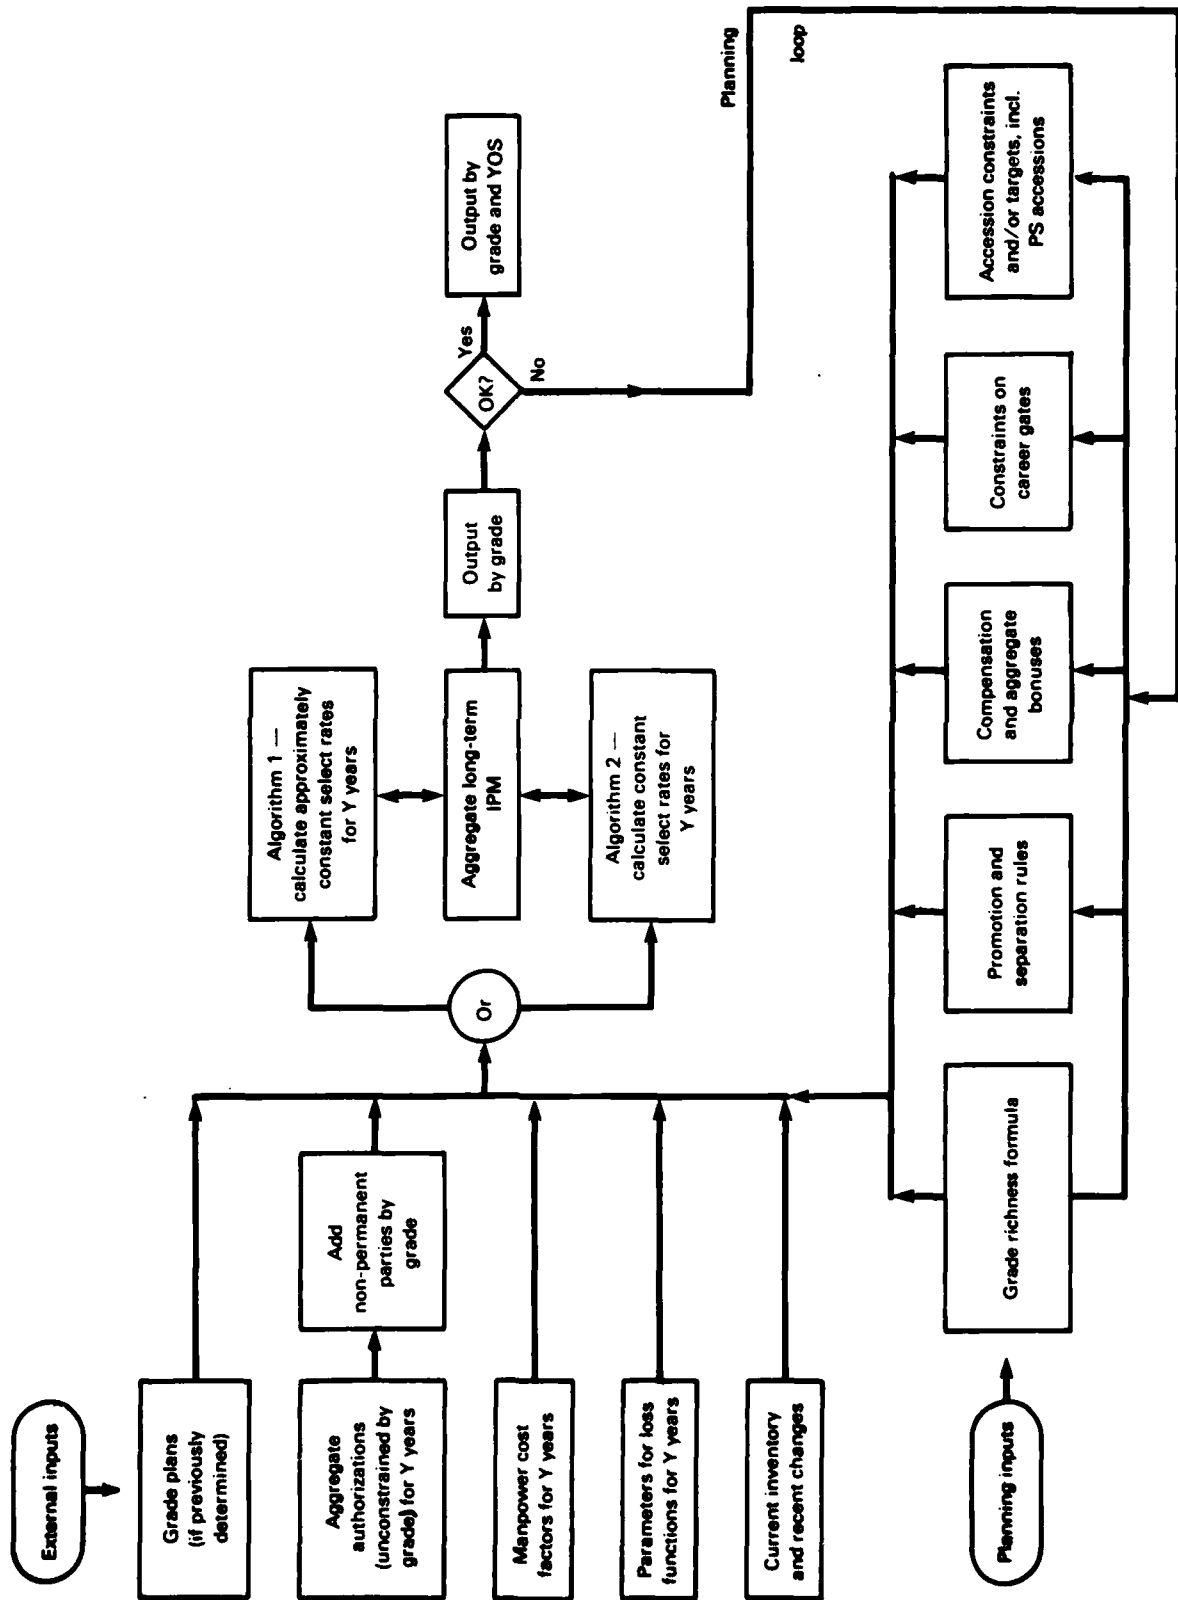 External inputs
Grade plans
(if previously
determined)
Aggregate
authorizations
(unconstrained by
grade) for Y years
Add
non-permanent
parties by
grade
Manpower cost
factors for Y years
Parameters for loss
functions for Y years
Current inventory
and recent changes
Or
Algorithm 1 —
calculate approximately
constant select rates
for Y years
Aggregate long-term
IPM
Algorithm 2 —
calculate constant
select rates for
Y years
Output
by grade
OK?
Yes
No
Output by
grade and YOS
Planning
loop
Planning inputs
Grade richness formula
Promotion and
separation rules
Compensation
and aggregate
bonuses
Constraints on
career gates
Accession constraints
and/or targets, incl.
PS accessions